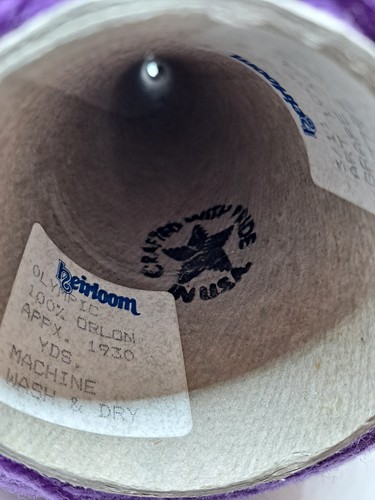 heirloom
OLYMPIC
100% ORLON
APPX. 1930
YDS.
MACHINE
WASH & DRY
CRAFTED WITH PRIDE
IN USA